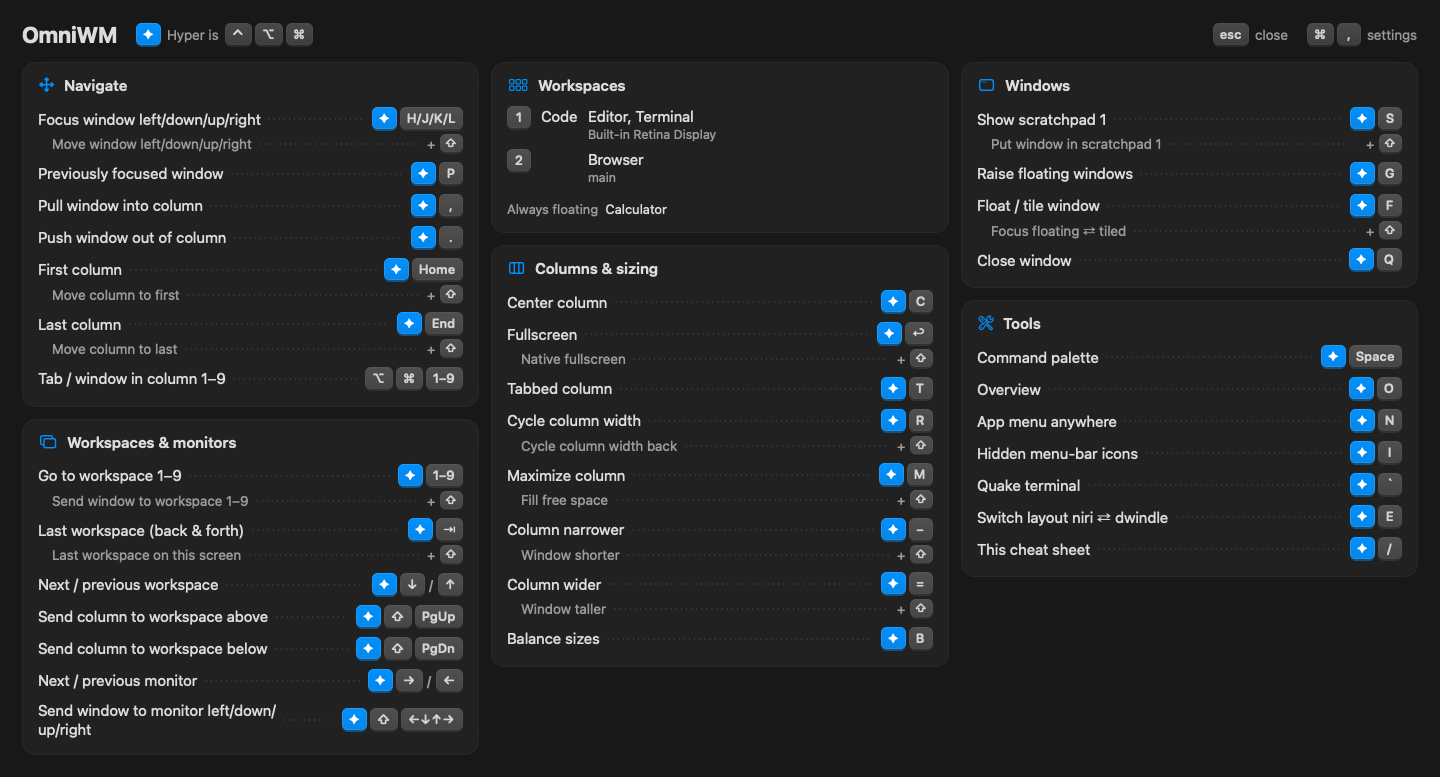 OmniWM ✦ Hyper is ⌃ ⌥ ⌘
esc close ⌘ , settings
Navigate
Focus window left/down/up/right ✦ H/J/K/L
Move window left/down/up/right + ⇧
Previously focused window ✦ P
Pull window into column ✦ ,
Push window out of column ✦ .
First column ✦ Home
Move column to first + ⇧
Last column ✦ End
Move column to last + ⇧
Tab / window in column 1–9 ⌥ ⌘ 1–9
Workspaces & monitors
Go to workspace 1–9 ✦ 1–9
Send window to workspace 1–9 + ⇧
Last workspace (back & forth) ✦ ⇥
Last workspace on this screen + ⇧
Next / previous workspace ✦ ↓ / ↑
Send column to workspace above ✦ ⇧ PgUp
Send column to workspace below ✦ ⇧ PgDn
Next / previous monitor ✦ → / ←
Send window to monitor left/down/
up/right ✦ ⇧ ←↓↑→
Workspaces
1 Code Editor, Terminal
Built-in Retina Display
2 Browser
main
Always floating Calculator
Columns & sizing
Center column ✦ C
Fullscreen ✦ ↩
Native fullscreen + ⇧
Tabbed column ✦ T
Cycle column width ✦ R
Cycle column width back + ⇧
Maximize column ✦ M
Fill free space + ⇧
Column narrower ✦ −
Window shorter + ⇧
Column wider ✦ =
Window taller + ⇧
Balance sizes ✦ B
Windows
Show scratchpad 1 ✦ S
Put window in scratchpad 1 + ⇧
Raise floating windows ✦ G
Float / tile window ✦ F
Focus floating ⇄ tiled + ⇧
Close window ✦ Q
Tools
Command palette ✦ Space
Overview ✦ O
App menu anywhere ✦ N
Hidden menu-bar icons ✦ I
Quake terminal ✦ `
Switch layout niri ⇄ dwindle ✦ E
This cheat sheet ✦ /